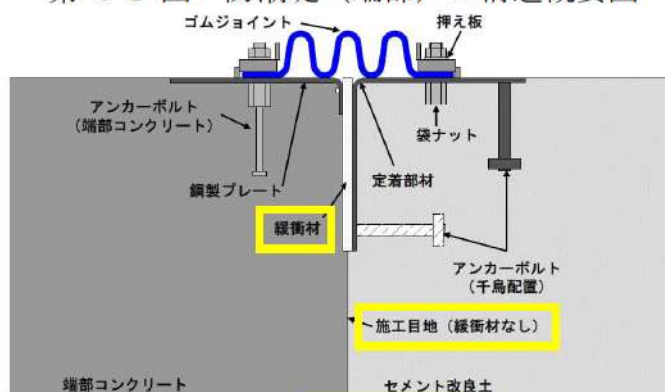 ゴムジョイント
押え板
アンカーボルト
(端部コンクリート)
袋ナット
鋼製プレート
定着部材
緩衝材
アンカーボルト
(千鳥配置)
施工目地(緩衝材なし)
端部コンクリート
セメント改良土